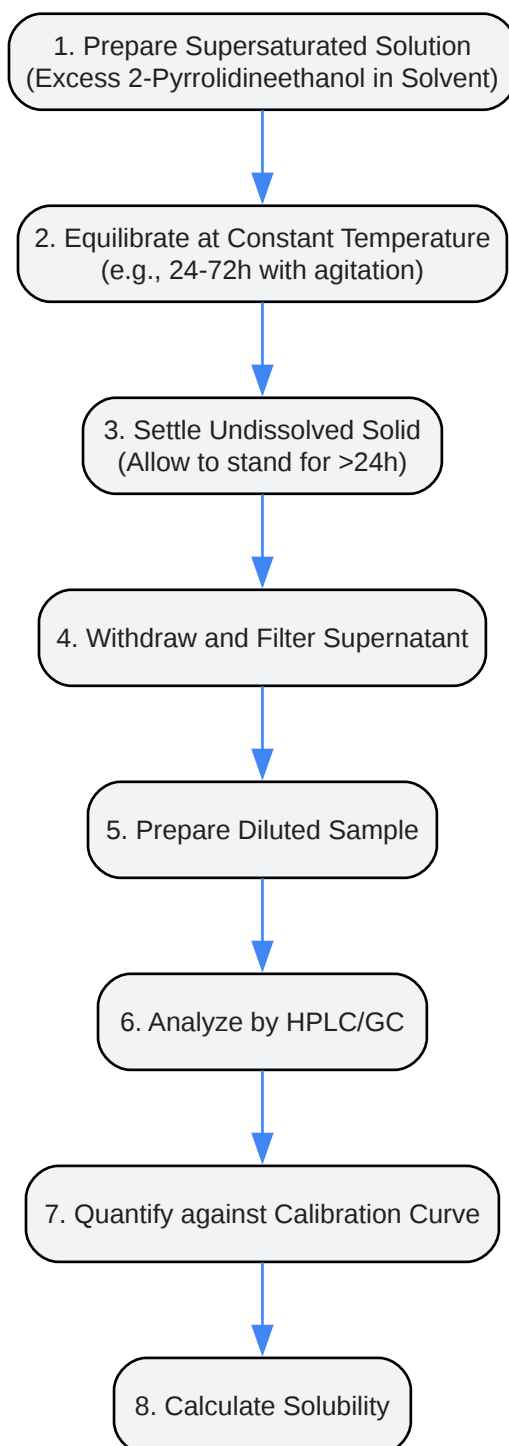 1. Prepare Supersaturated Solution
(Excess 2-Pyrrolidineethanol in Solvent)
2. Equilibrate at Constant Temperature
(e.g., 24-72h with agitation)
3. Settle Undissolved Solid
(Allow to stand for >24h)
4. Withdraw and Filter Supernatant
5. Prepare Diluted Sample
6. Analyze by HPLC/GC
7. Quantify against Calibration Curve
8. Calculate Solubility